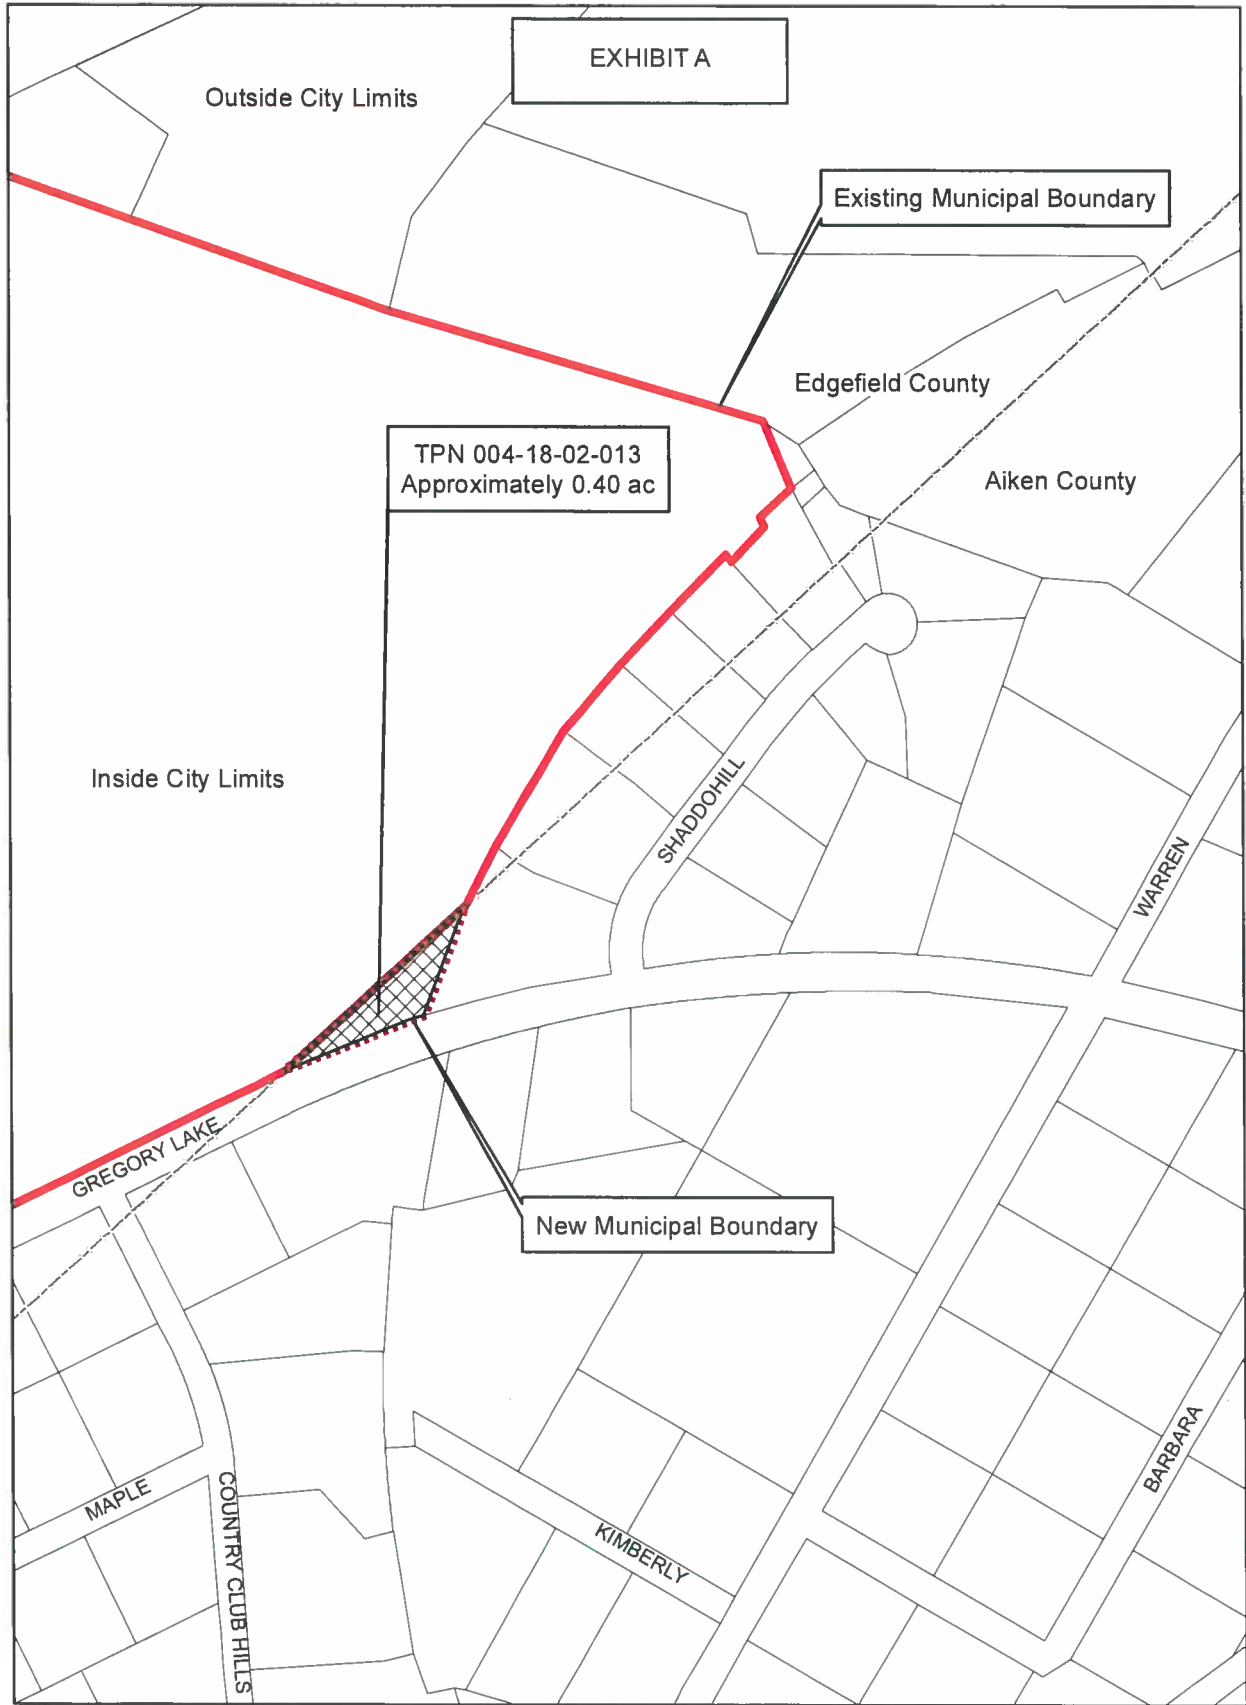 EXHIBIT A
Outside City Limits
Existing Municipal Boundary
Edgefield County
TPN 004-18-02-013
Approximately 0.40 ac
Aiken County
Inside City Limits
SHADDOHILL
WARREN
GREGORY LAKE
New Municipal Boundary
MAPLE
COUNTRY CLUB HILLS
KIMBERLY
BARBARA